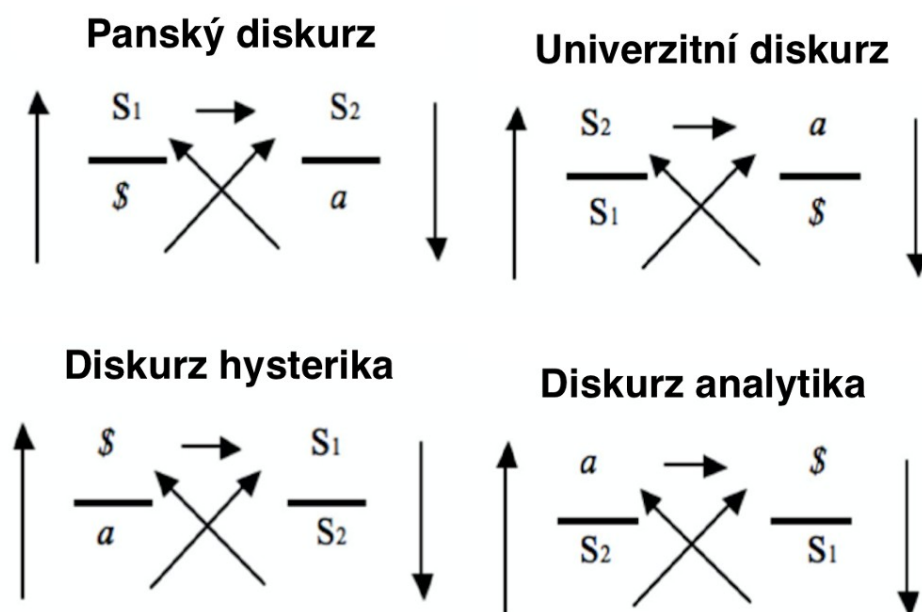 Panský diskurz
S1 → S2
$ a
Univerzitní diskurz
S2 → a
S1 $
Diskurz hysterika
$ → S1
a S2
Diskurz analytika
a → $
S2 S1